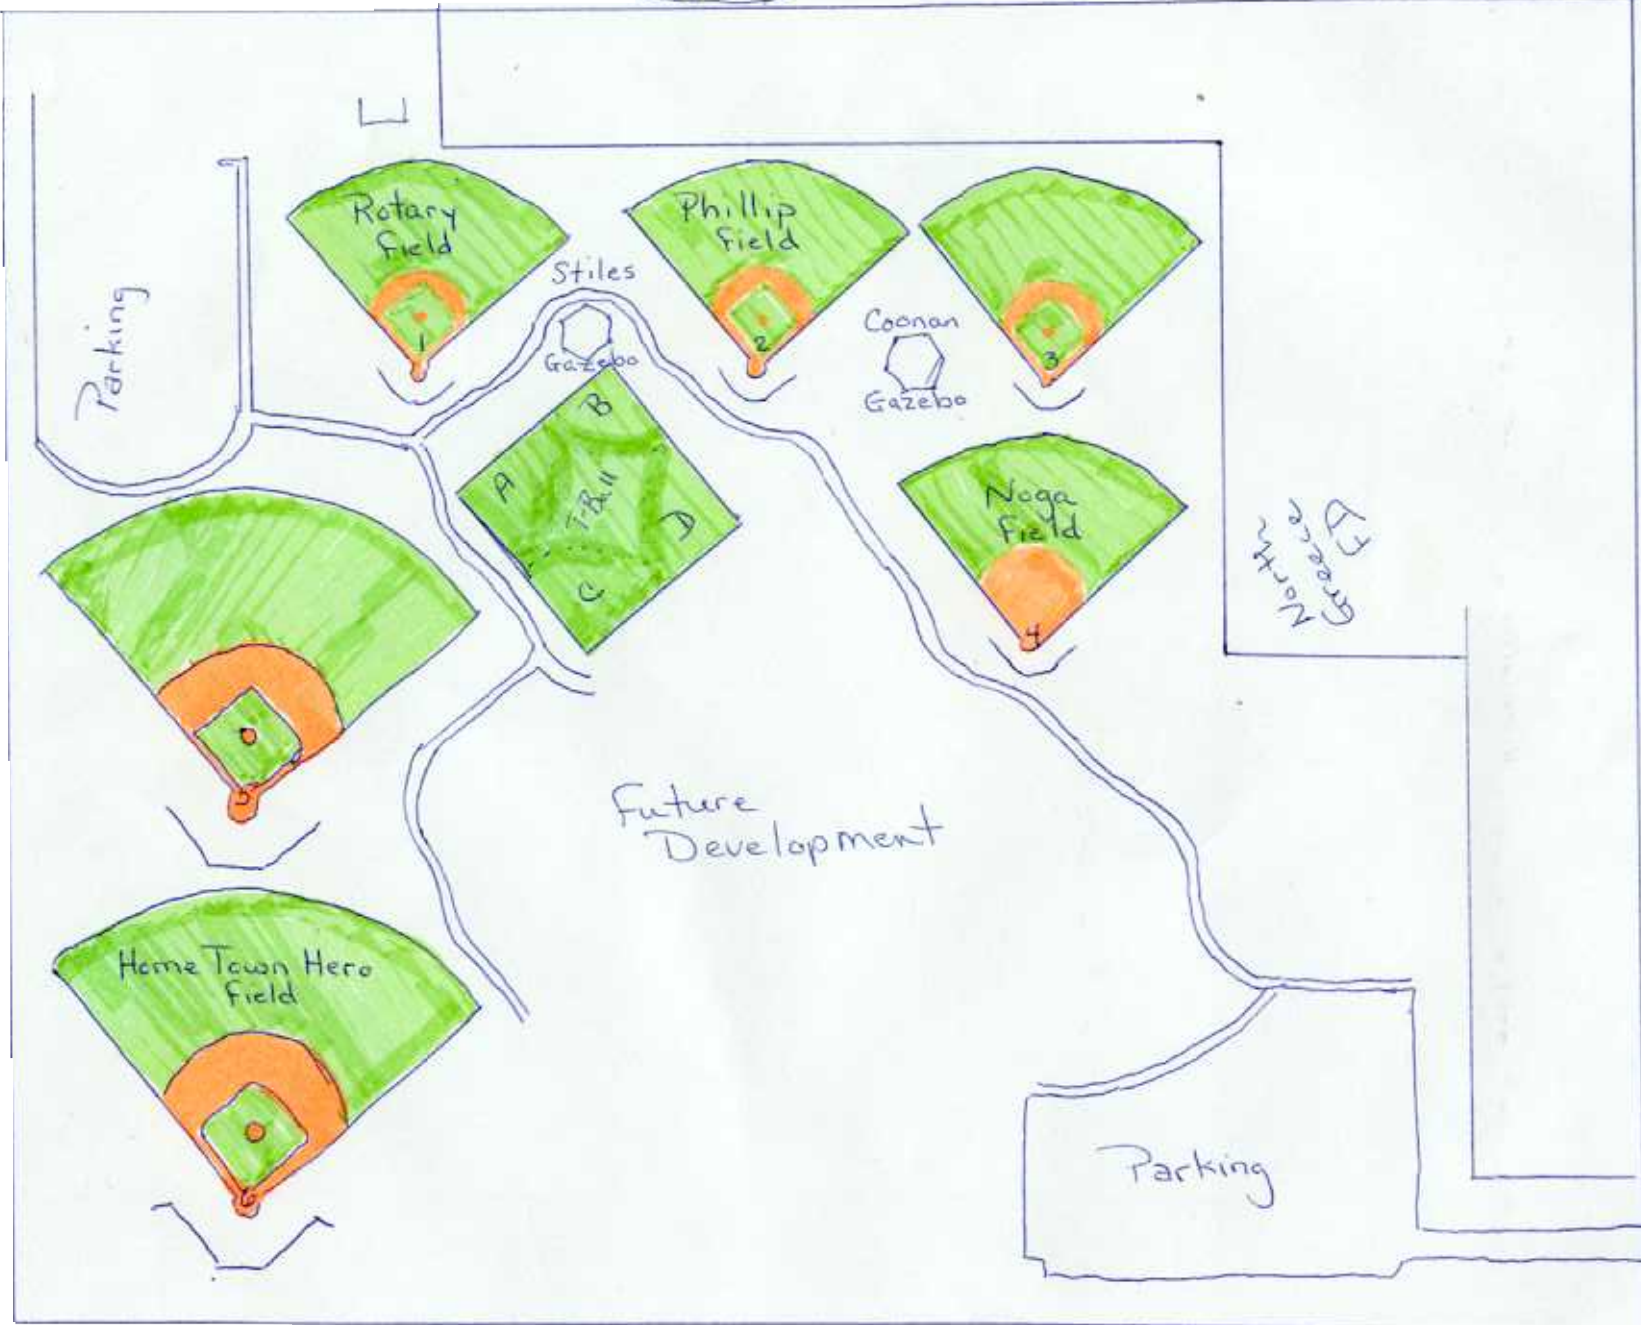 Rotary
Field
1
Stiles
Gazebo
Phillip
Field
2
Coonan
Gazebo
3
Parking
A
B
T-Ball
C
D
Noga
Field
4
North
Greece
FD
5
Future
Development
Home Town Hero
Field
6
Parking